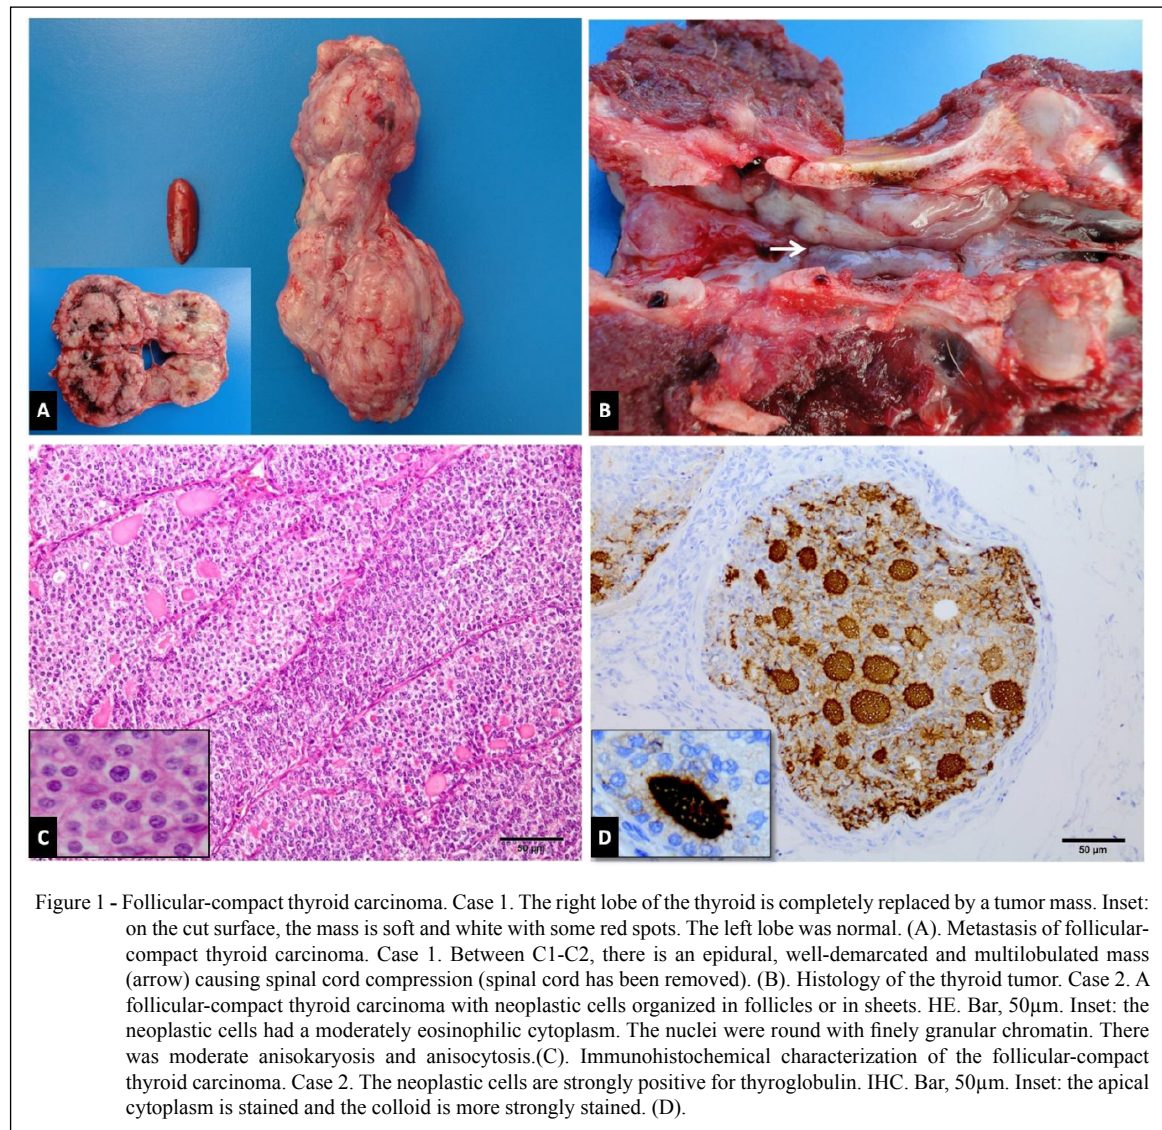 A
B
C
50 µm
D
50 µm
Figure 1 - Follicular-compact thyroid carcinoma. Case 1. The right lobe of the thyroid is completely replaced by a tumor mass. Inset:
on the cut surface, the mass is soft and white with some red spots. The left lobe was normal. (A). Metastasis of follicular-
compact thyroid carcinoma. Case 1. Between C1-C2, there is an epidural, well-demarcated and multilobulated mass
(arrow) causing spinal cord compression (spinal cord has been removed). (B). Histology of the thyroid tumor. Case 2. A
follicular-compact thyroid carcinoma with neoplastic cells organized in follicles or in sheets. HE. Bar, 50µm. Inset: the
neoplastic cells had a moderately eosinophilic cytoplasm. The nuclei were round with finely granular chromatin. There
was moderate anisokaryosis and anisocytosis.(C). Immunohistochemical characterization of the follicular-compact
thyroid carcinoma. Case 2. The neoplastic cells are strongly positive for thyroglobulin. IHC. Bar, 50µm. Inset: the apical
cytoplasm is stained and the colloid is more strongly stained. (D).